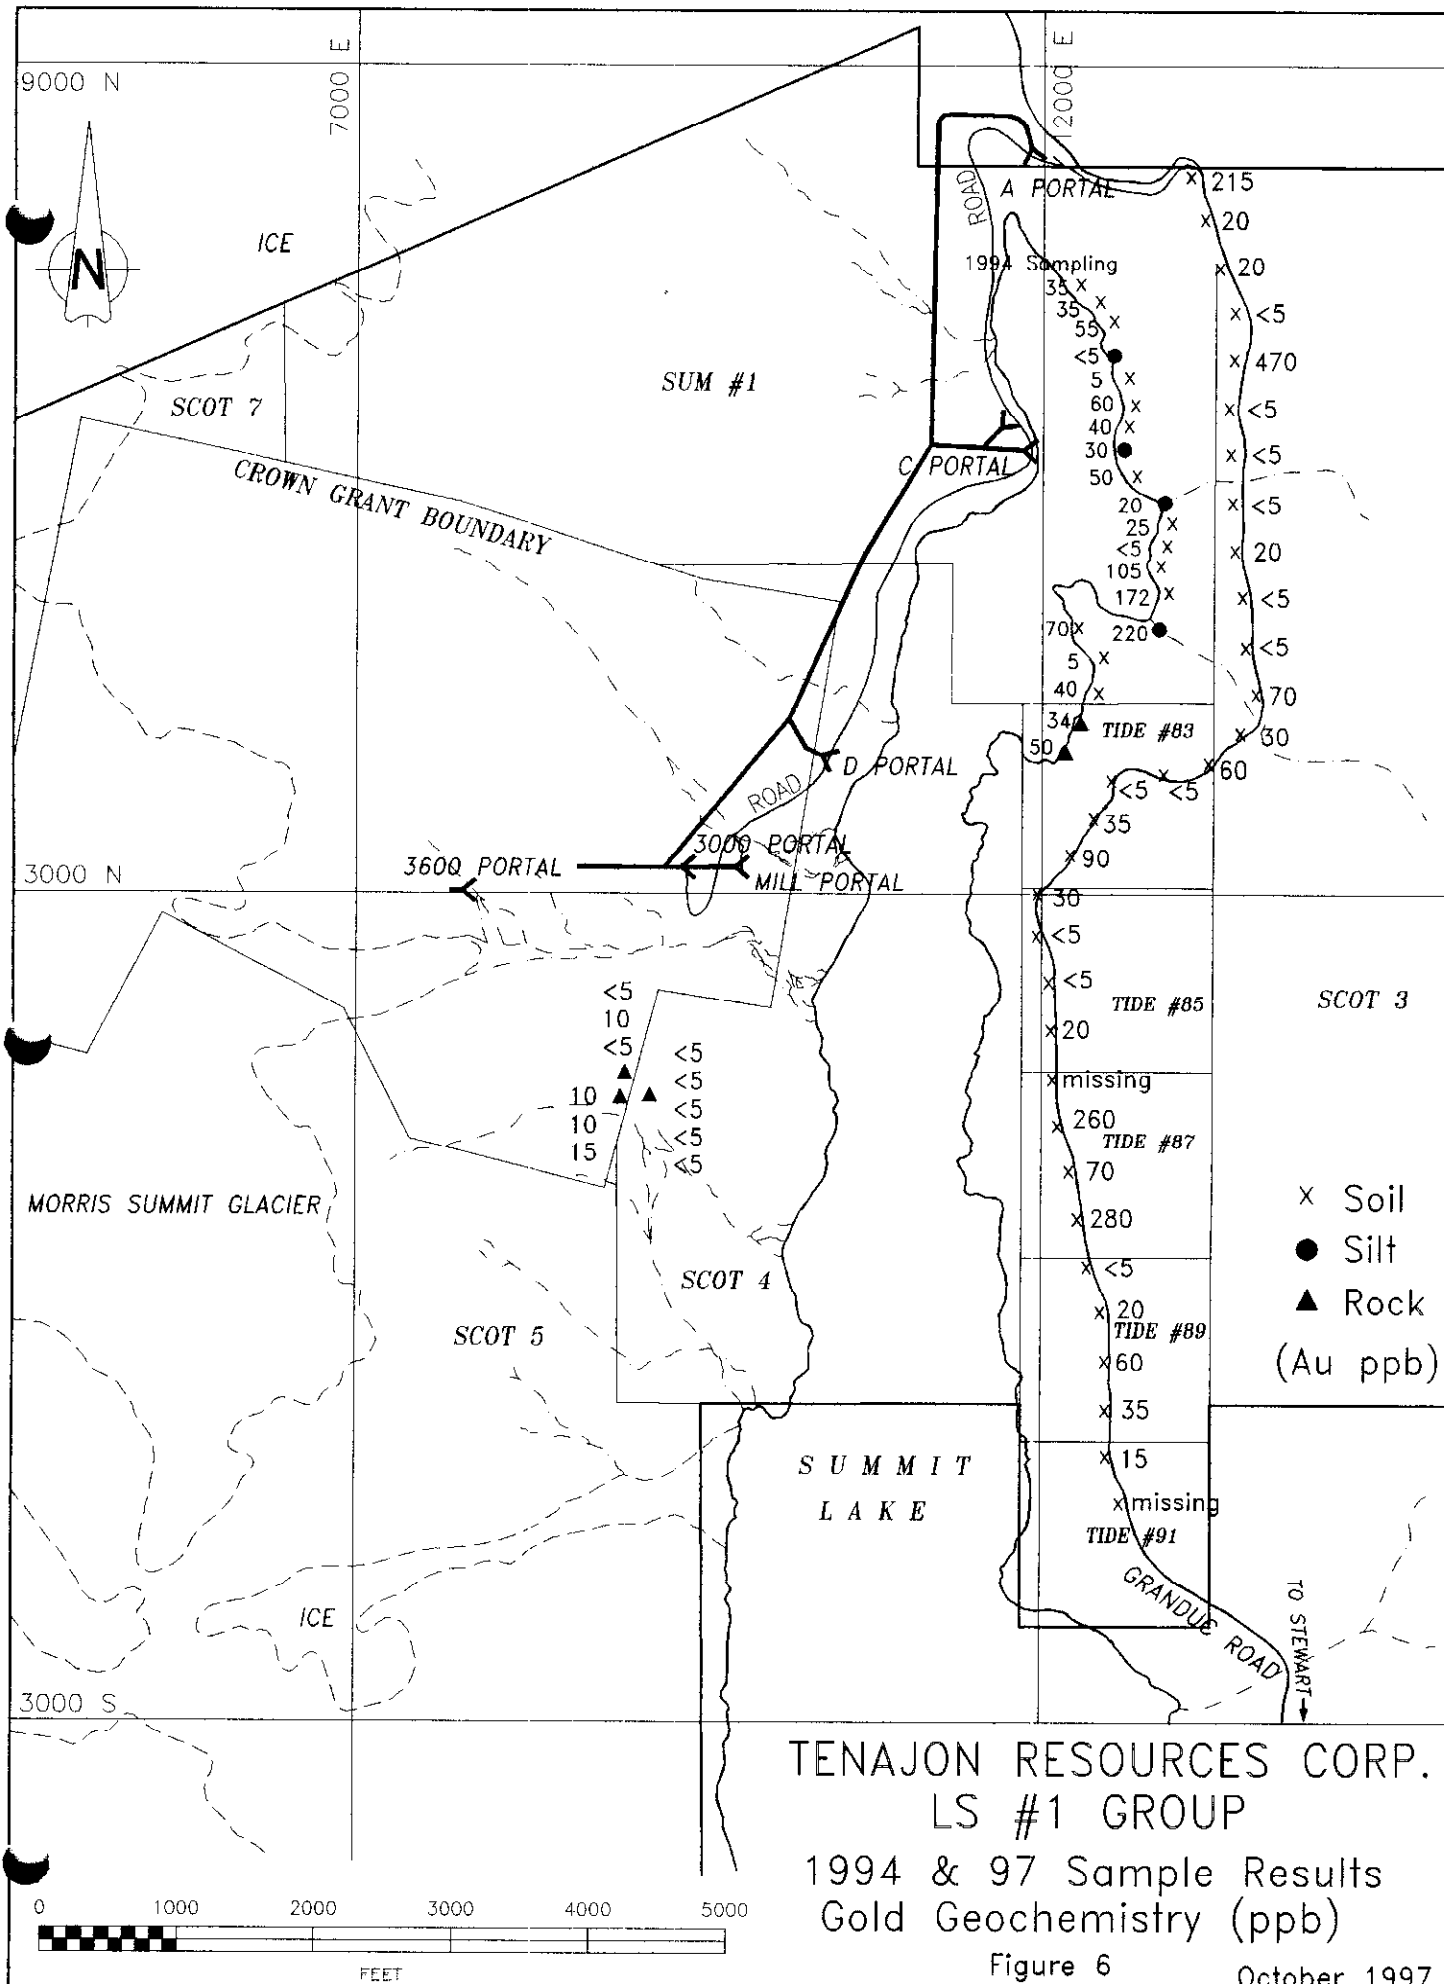 9000 N
7000 E
12000 E
N
ICE
ROAD
A PORTAL
215
20
20
<5
470
<5
<5
<5
20
<5
<5
70
30
60
<5
<5
35
90
30
<5
<5
20
missing
260
70
280
<5
20
60
35
15
missing
1994 Sampling
35
35
55
<5
5
60
40
30
50
20
25
<5
105
172
220
70
5
40
340
50
SUM #1
SCOT 7
CROWN GRANT BOUNDARY
C PORTAL
TIDE #83
D PORTAL
ROAD
3000 PORTAL
3600 PORTAL
MILL PORTAL
3000 N
TIDE #85
SCOT 3
<5
10
<5
10
10
15
<5
<5
<5
<5
<5
TIDE #87
MORRIS SUMMIT GLACIER
SCOT 4
SCOT 5
TIDE #89
x Soil
● Silt
▲ Rock
(Au ppb)
SUMMIT
LAKE
TIDE #91
GRANDUC ROAD
TO STEWART
ICE
3000 S
TENAJON RESOURCES CORP.
LS #1 GROUP
1994 & 97 Sample Results
Gold Geochemistry (ppb)
Figure 6
October 1997
0 1000 2000 3000 4000 5000
FEET